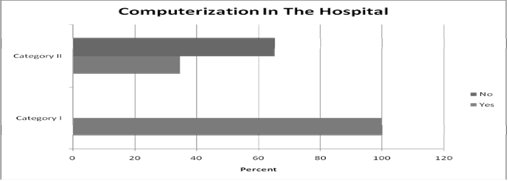 Computerization In The Hospital
Category II
Category I
No
Yes
0 20 40 60 80 100 120
Percent